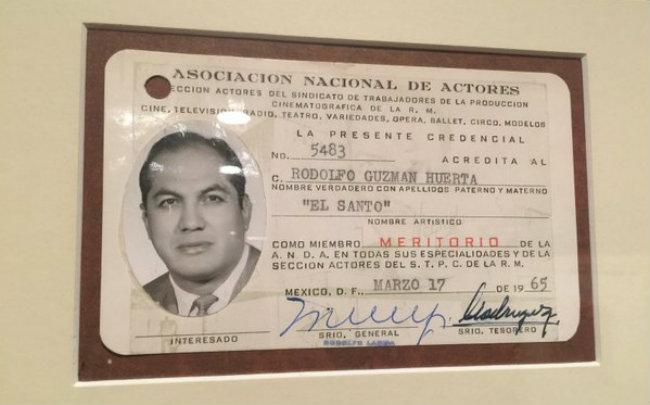 ASOCIACION NACIONAL DE ACTORES
SECCION ACTORES DEL SINDICATO DE TRABAJADORES DE LA PRODUCCION
CINEMATOGRAFICA DE LA R. M.
CINE, TELEVISION, RADIO, TEATRO, VARIEDADES, OPERA, BALLET, CIRCO, MODELOS
LA PRESENTE CREDENCIAL
No. 5483 ACREDITA AL
C. RODOLFO GUZMAN HUERTA
NOMBRE VERDADERO CON APELLIDOS PATERNO Y MATERNO
"EL SANTO"
NOMBRE ARTISTICO
COMO MIEMBRO MERITORIO DE LA
A. N. D. A. EN TODAS SUS ESPECIALIDADES Y DE LA
SECCION ACTORES DEL S. T. P. C. DE LA R. M.
MEXICO, D. F., MARZO 17 DE 1965
INTERESADO
SRIO. GENERAL SRIO. TESORERO
RODOLFO LANDA